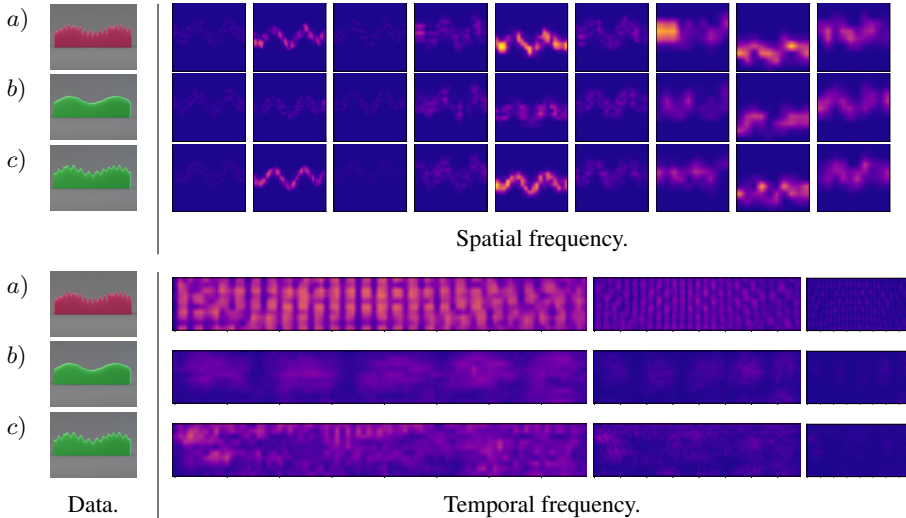 a)
b)
c)
Spatial frequency.
a)
b)
c)
Data.
Temporal frequency.